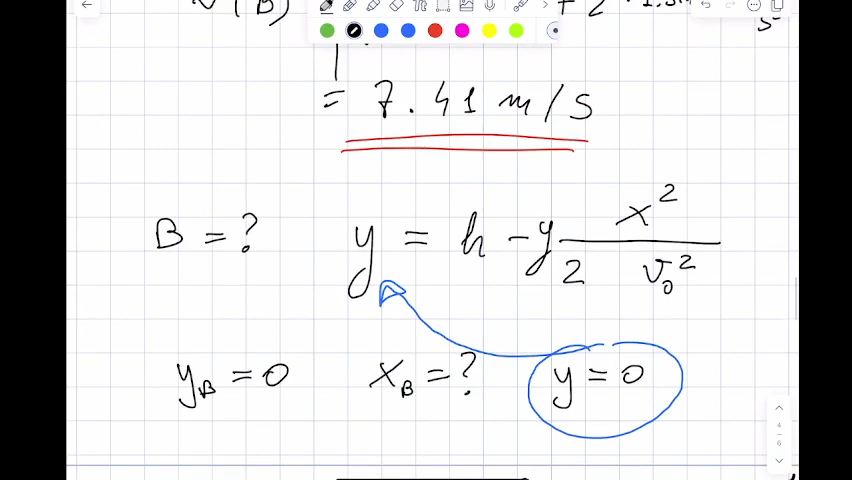 v (B)
= 7.41 m/s
B = ? y = h - g x² / 2 v₀²
y_B = 0 x_B = ? y = 0